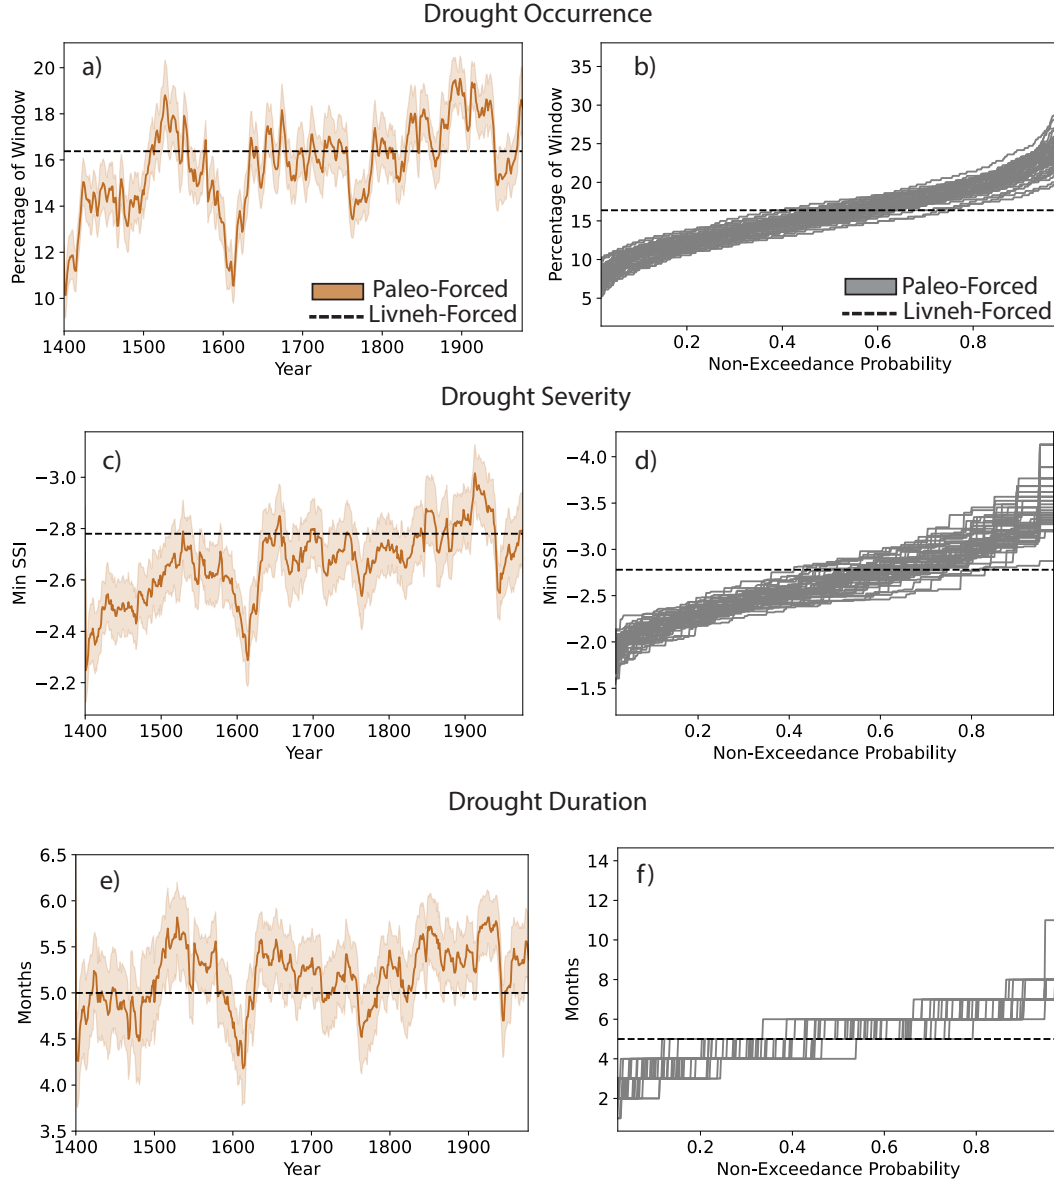 Drought Occurrence
a)
20
18
16
14
12
10
Percentage of Window
Paleo-Forced
Livneh-Forced
1400
1500
1600
1700
1800
1900
Year
b)
35
30
25
20
15
10
5
Percentage of Window
Paleo-Forced
Livneh-Forced
0.2
0.4
0.6
0.8
Non-Exceedance Probability
Drought Severity
c)
−3.0
−2.8
−2.6
−2.4
−2.2
Min SSI
1400
1500
1600
1700
1800
1900
Year
d)
−4.0
−3.5
−3.0
−2.5
−2.0
−1.5
Min SSI
0.2
0.4
0.6
0.8
Non-Exceedance Probability
Drought Duration
e)
6.5
6.0
5.5
5.0
4.5
4.0
3.5
Months
1400
1500
1600
1700
1800
1900
Year
f)
14
12
10
8
6
4
2
Months
0.2
0.4
0.6
0.8
Non-Exceedance Probability